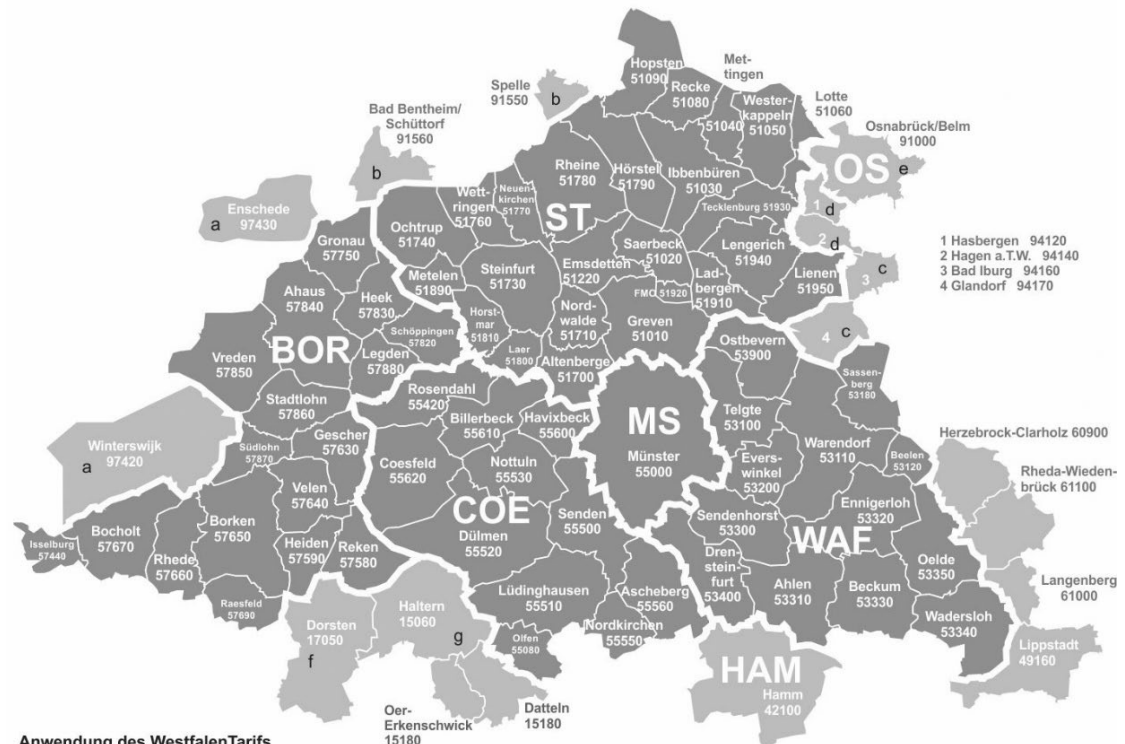 Hopsten
51090
Met-
tingen
Recke
51080
Spelle
91550
b
Wester-
kappeln
51050
51040
Lotte
51060
Bad Bentheim/
Schüttorf
91560
b
Osnabrück/Belm
91000
OS
e
Rheine
51780
Hörstel
51790
Ibbenbüren
51030
Wett-
ringen
51760
Neuen-
kirchen
51770
ST
Tecklenburg 51930
1
d
2
d
a
Enschede
97430
Ochtrup
51740
Gronau
57750
Saerbeck
51020
Lengerich
51940
1 Hasbergen 94120
2 Hagen a.T.W. 94140
3 Bad Iburg 94160
4 Glandorf 94170
Metelen
51890
Steinfurt
51730
Emsdetten
51220
Lad-
bergen
51910
Lienen
51950
c
3
Ahaus
57840
Heek
57830
FMO 51920
Nord-
walde
51710
Horst-
mar
51810
Greven
51010
Schöppingen
57820
4
c
BOR
Ostbevern
53900
Vreden
57850
Legden
57880
Laer
51800
Altenberge
51700
Sassen-
berg
53180
Rosendahl
55420
Stadtlohn
57860
Billerbeck
55610
Havixbeck
55600
MS
Münster
55000
Telgte
53100
Winterswijk
97420
a
Südlohn
57870
Gescher
57630
Warendorf
53110
Herzebrock-Clarholz 60900
Coesfeld
55620
Nottuln
55530
Evers-
winkel
53200
Beelen
53120
Rheda-Wieden-
brück 61100
Velen
57640
COE
Ennigerloh
53320
Senden
55500
Sendenhorst
53300
Bocholt
57670
Borken
57650
Dülmen
55520
WAF
Isselburg
57440
Rhede
57660
Heiden
57590
Reken
57580
Dren-
stein-
furt
53400
Oelde
53350
Ahlen
53310
Beckum
53330
Langenberg
61000
Lüdinghausen
55510
Ascheberg
55560
Raesfeld
57690
Haltern
15060
g
Dorsten
17050
f
Nordkirchen
55550
Wadersloh
53340
Olfen
55080
Lippstadt
49160
HAM
Hamm
42100
Datteln
15180
Oer-
Erkenschwick
15180
Anwendung des WestfalenTarifs